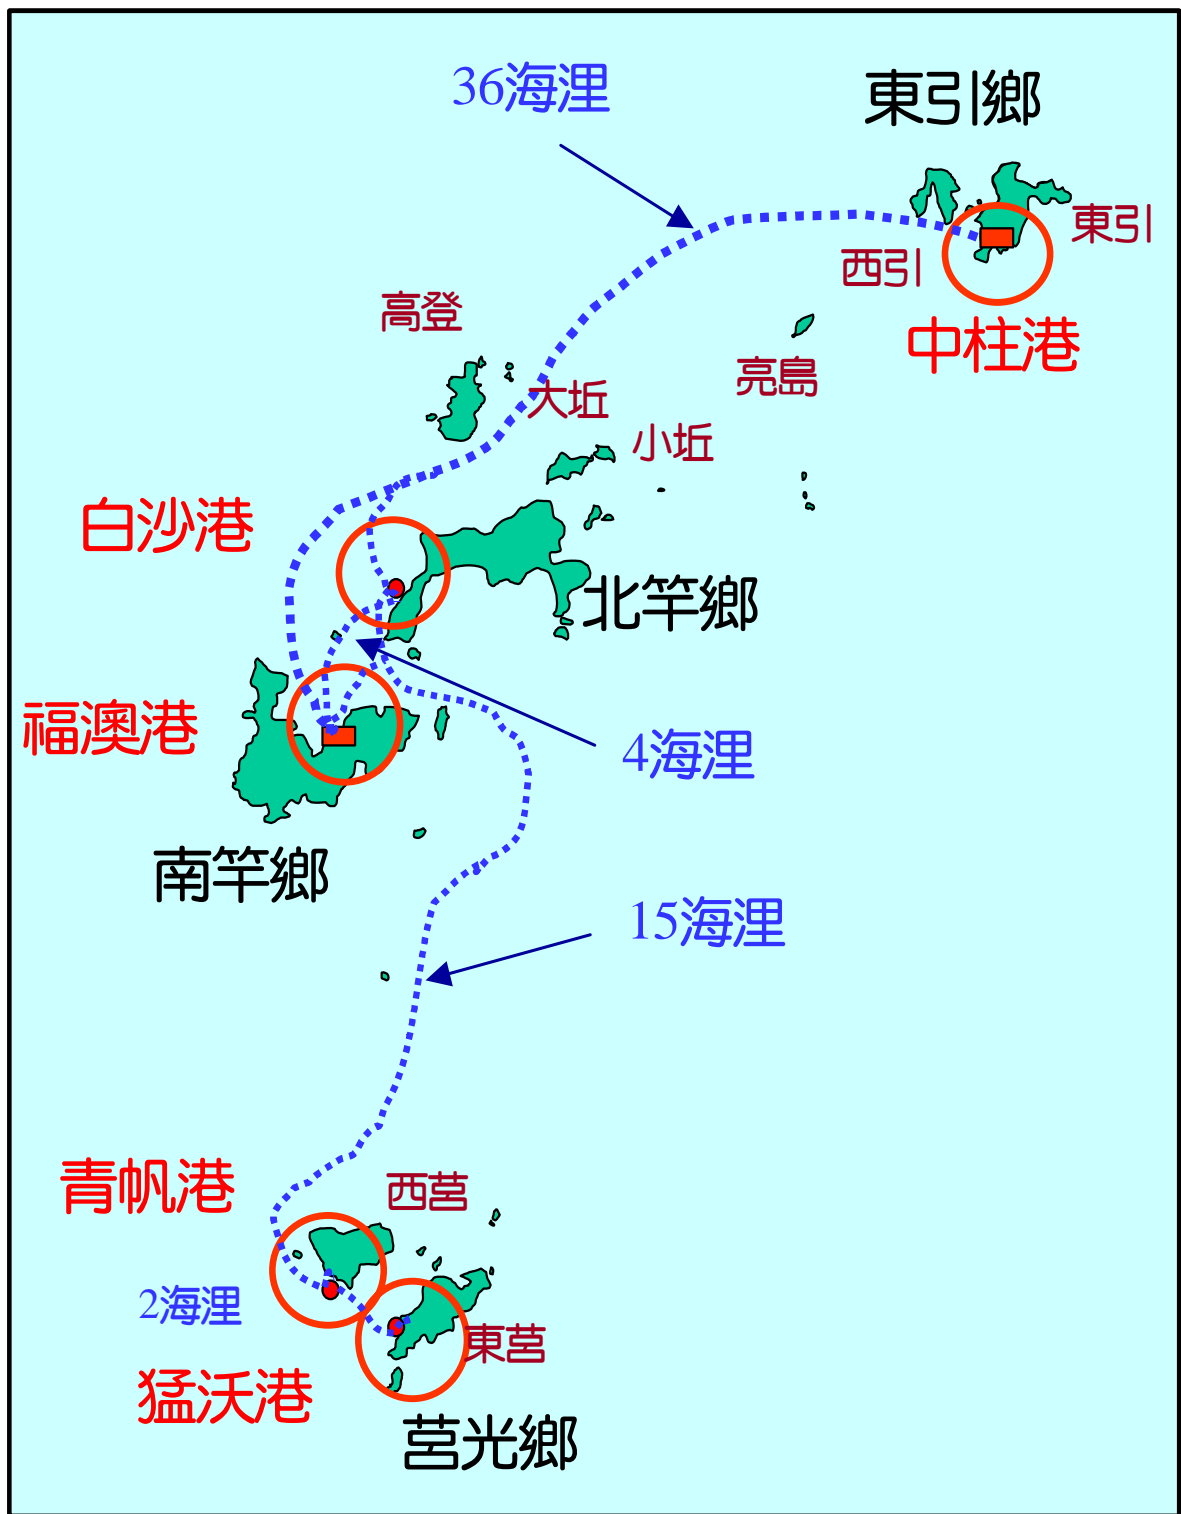 36海浬
東引鄉
東引
西引
高登
中柱港
亮島
大坵
小坵
白沙港
北竿鄉
福澳港
4海浬
南竿鄉
15海浬
青帆港
西莒
2海浬
東莒
猛沃港
莒光鄉